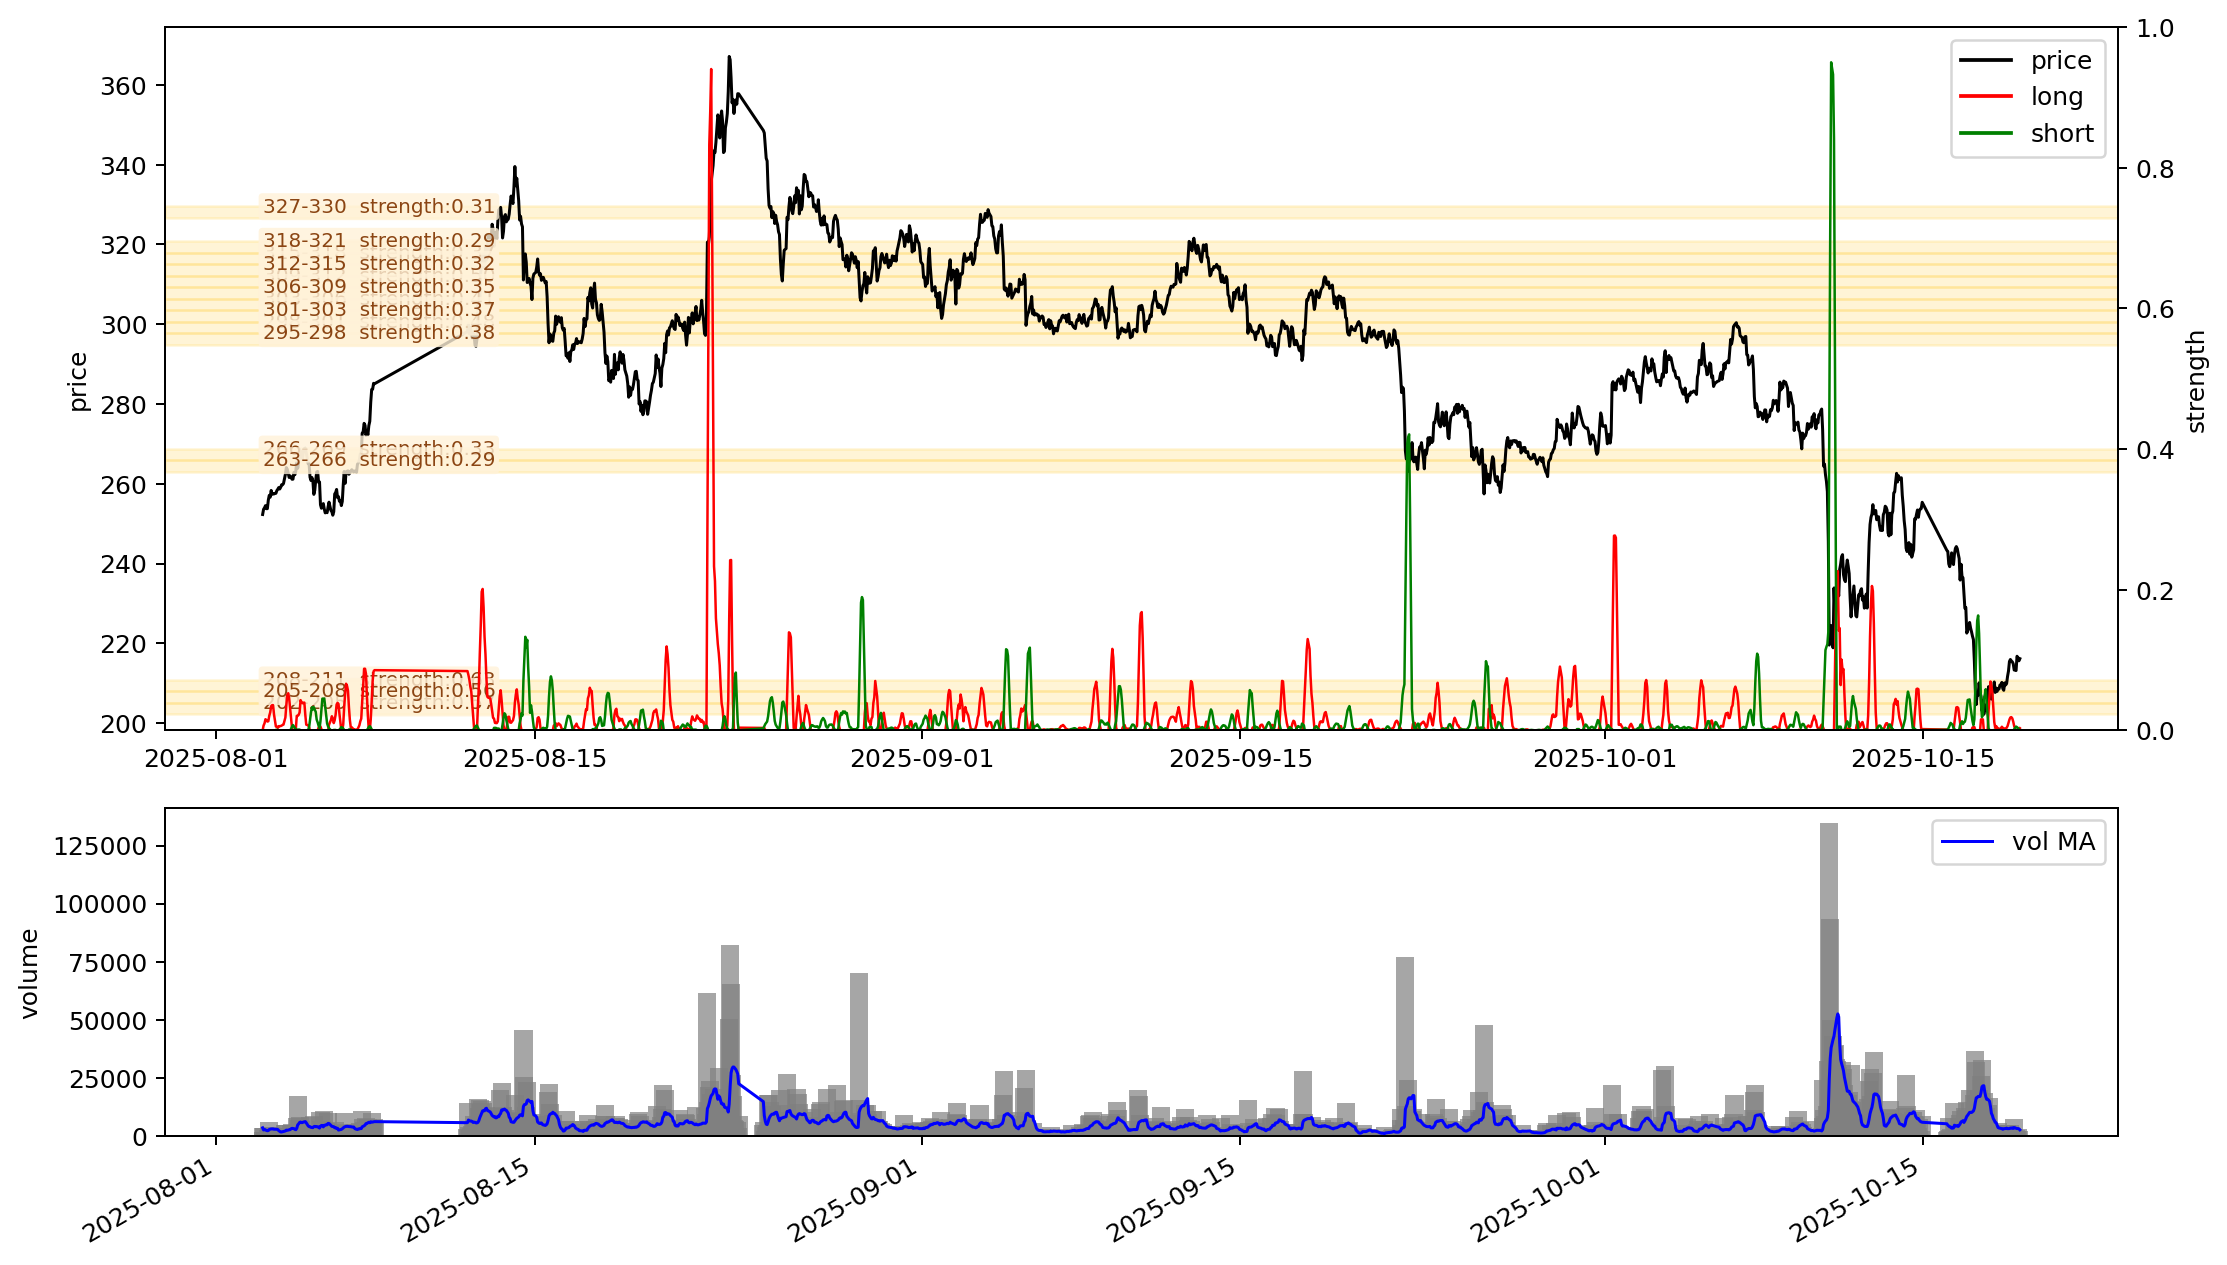 1.0
price
long
short
360
340
320
300
280
260
240
220
200
price
0.8
0.6
0.4
0.2
0.0
strength
327-330 strength:0.31
318-321 strength:0.29
312-315 strength:0.32
306-309 strength:0.35
301-303 strength:0.37
295-298 strength:0.38
266-269 strength:0.33
263-266 strength:0.29
205-208 strength:0.56
2025-08-01
2025-08-15
2025-09-01
2025-09-15
2025-10-01
2025-10-15
vol MA
125000
100000
75000
50000
25000
0
volume
2025-08-01
2025-08-15
2025-09-01
2025-09-15
2025-10-01
2025-10-15